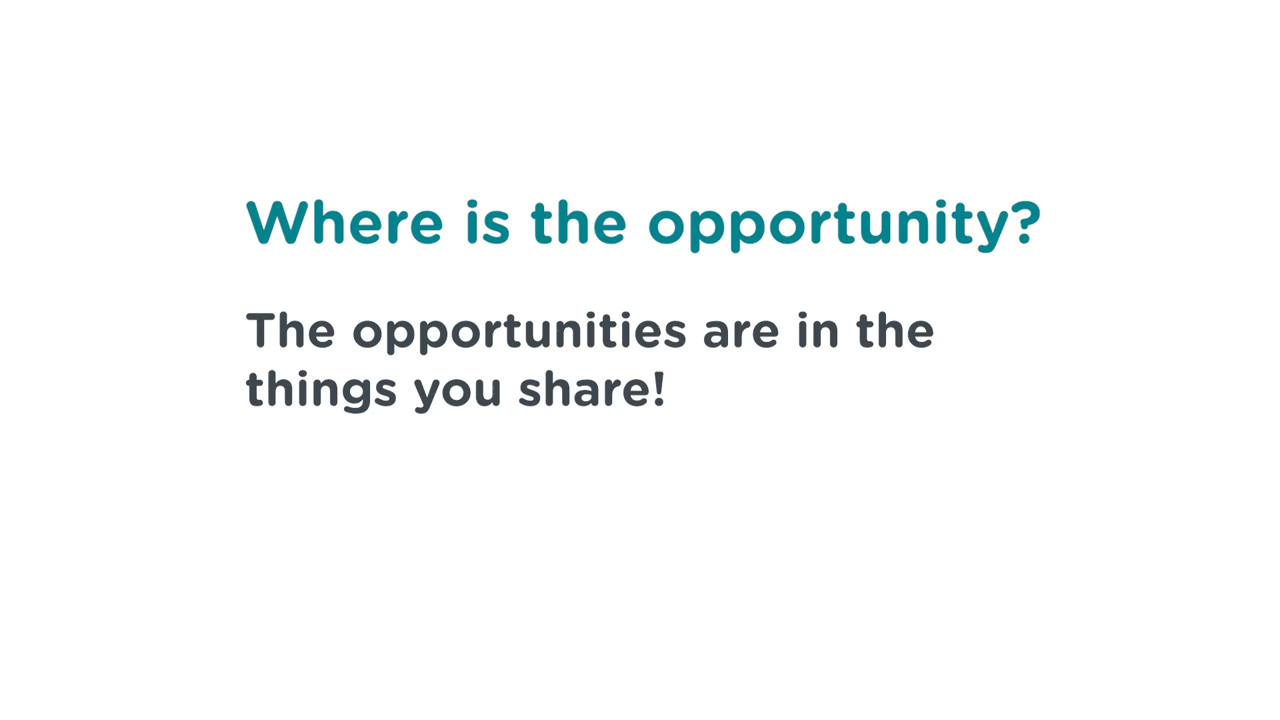 Where is the opportunity?
The opportunities are in the
things you share!